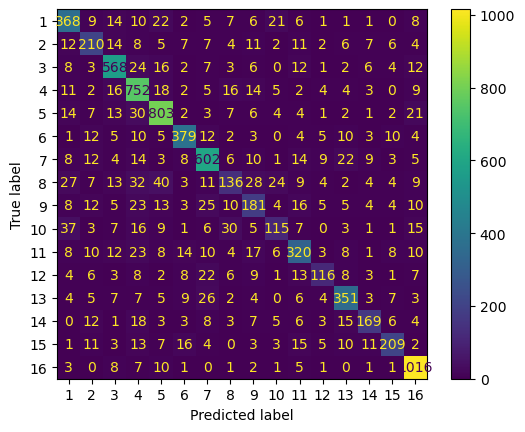 1 368 9 14 10 22 2 5 7 6 21 6 1 1 1 0 8
2 12 210 14 8 5 7 7 4 11 2 11 2 6 7 6 4
3 8 3 568 24 16 2 7 3 6 0 12 1 2 6 4 12
4 11 2 16 752 18 2 2 16 14 5 2 4 4 3 0 9
5 14 7 13 30 803 2 3 7 6 4 4 1 2 1 2 21
6 1 12 5 10 5 379 12 2 3 0 4 5 10 3 10 4
7 8 12 4 14 3 8 602 6 10 1 14 9 22 9 3 5
8 27 7 13 32 40 3 11 136 28 24 9 4 2 4 4 9
9 8 12 5 23 13 3 25 10 181 4 16 5 5 4 4 10
10 37 3 7 16 9 1 6 30 5 115 7 0 3 1 1 15
11 8 10 12 23 8 14 10 4 17 6 320 3 8 1 8 10
12 4 6 3 8 2 8 22 6 9 1 13 116 8 3 1 7
13 4 5 7 7 5 9 26 2 4 0 6 4 351 3 7 3
14 0 12 1 18 3 3 8 3 7 5 6 3 15 169 6 4
15 1 11 3 13 7 16 4 0 3 3 15 5 10 11 209 2
16 3 0 8 7 10 1 0 1 2 1 5 1 0 1 1 1016
1 2 3 4 5 6 7 8 9 10 11 12 13 14 15 16
Predicted label
True label
1000
800
600
400
200
0